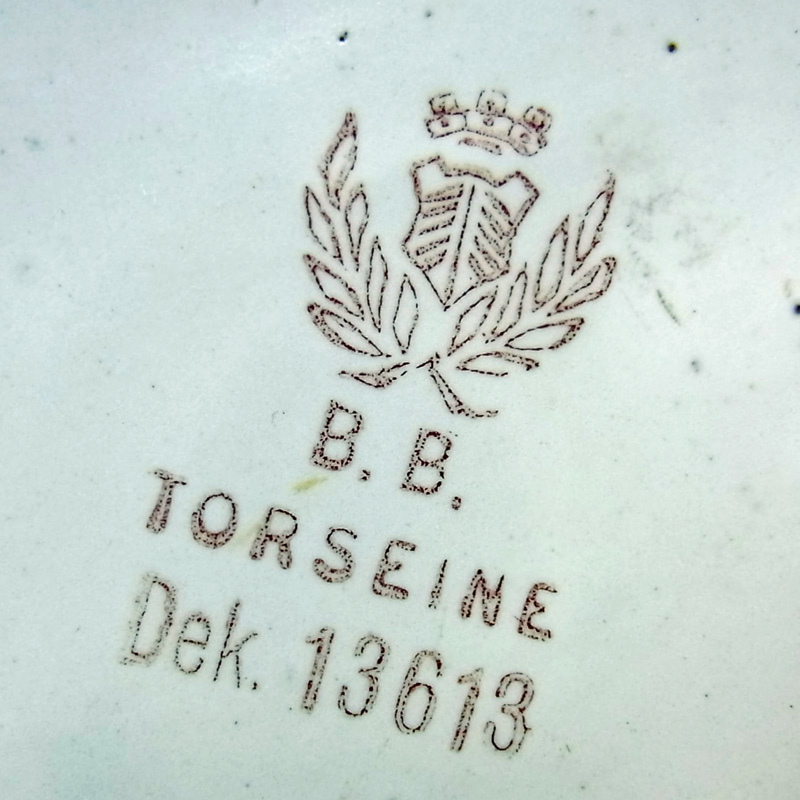 B. B.
TORSEINE
Dek. 13613